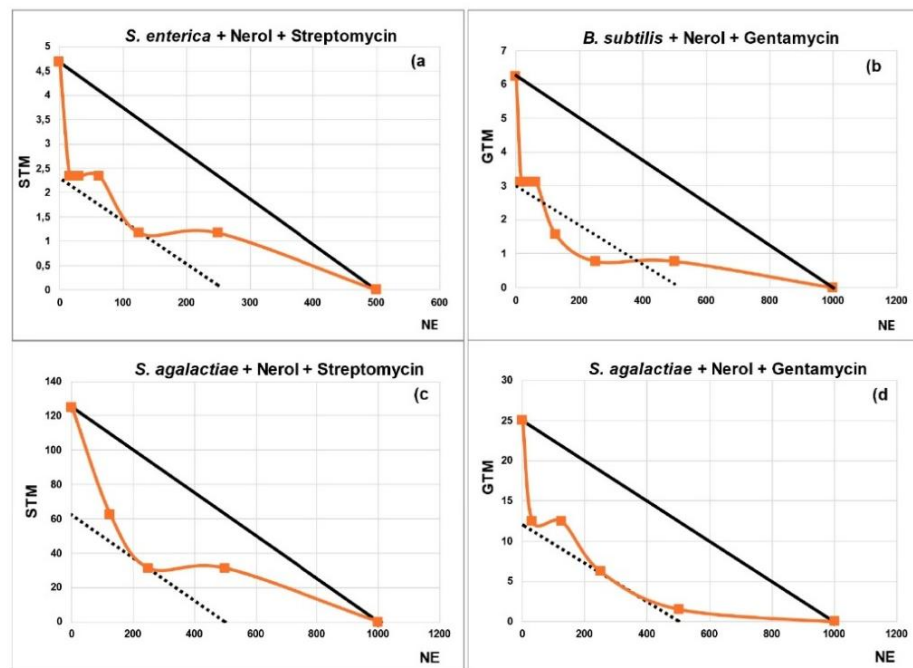 S. enterica + Nerol + Streptomycin
(a
5
4,5
4
3,5
3
2,5
2
1,5
1
0,5
0
STM
0 100 200 300 400 500 600
NE
B. subtilis + Nerol + Gentamycin
(b
7
6
5
4
3
2
1
0
GTM
0 200 400 600 800 1000 1200
NE
S. agalactiae + Nerol + Streptomycin
(c
140
120
100
80
60
40
20
0
STM
0 200 400 600 800 1000 1200
NE
S. agalactiae + Nerol + Gentamycin
(d
30
25
20
15
10
5
0
GTM
0 200 400 600 800 1000 1200
NE